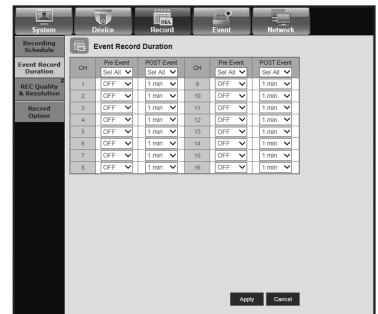 System Device Record Event Network
REC
Recording
Schedule
Event Record
Duration
REC Quality
& Resolution
Record
Option
Event Record Duration
CH Pre Event POST Event CH Pre Event POST Event
Sel All Sel All Sel All Sel All
1 OFF 1 min 9 OFF 1 min
2 OFF 1 min 10 OFF 1 min
3 OFF 1 min 11 OFF 1 min
4 OFF 1 min 12 OFF 1 min
5 OFF 1 min 13 OFF 1 min
6 OFF 1 min 14 OFF 1 min
7 OFF 1 min 15 OFF 1 min
8 OFF 1 min 16 OFF 1 min
Apply Cancel